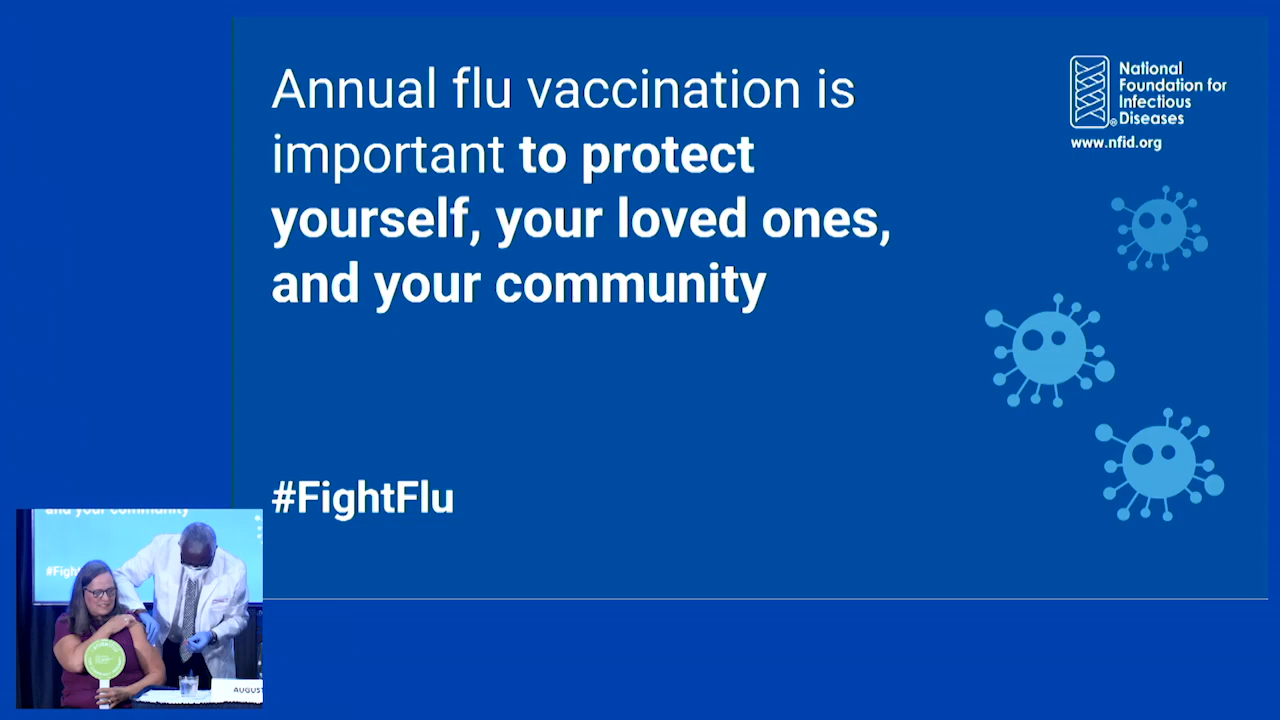 Annual flu vaccination is
important to protect
yourself, your loved ones,
and your community
#FightFlu
National
Foundation for
Infectious
®Diseases
www.nfid.org
and your community
#Fight
AUGUST